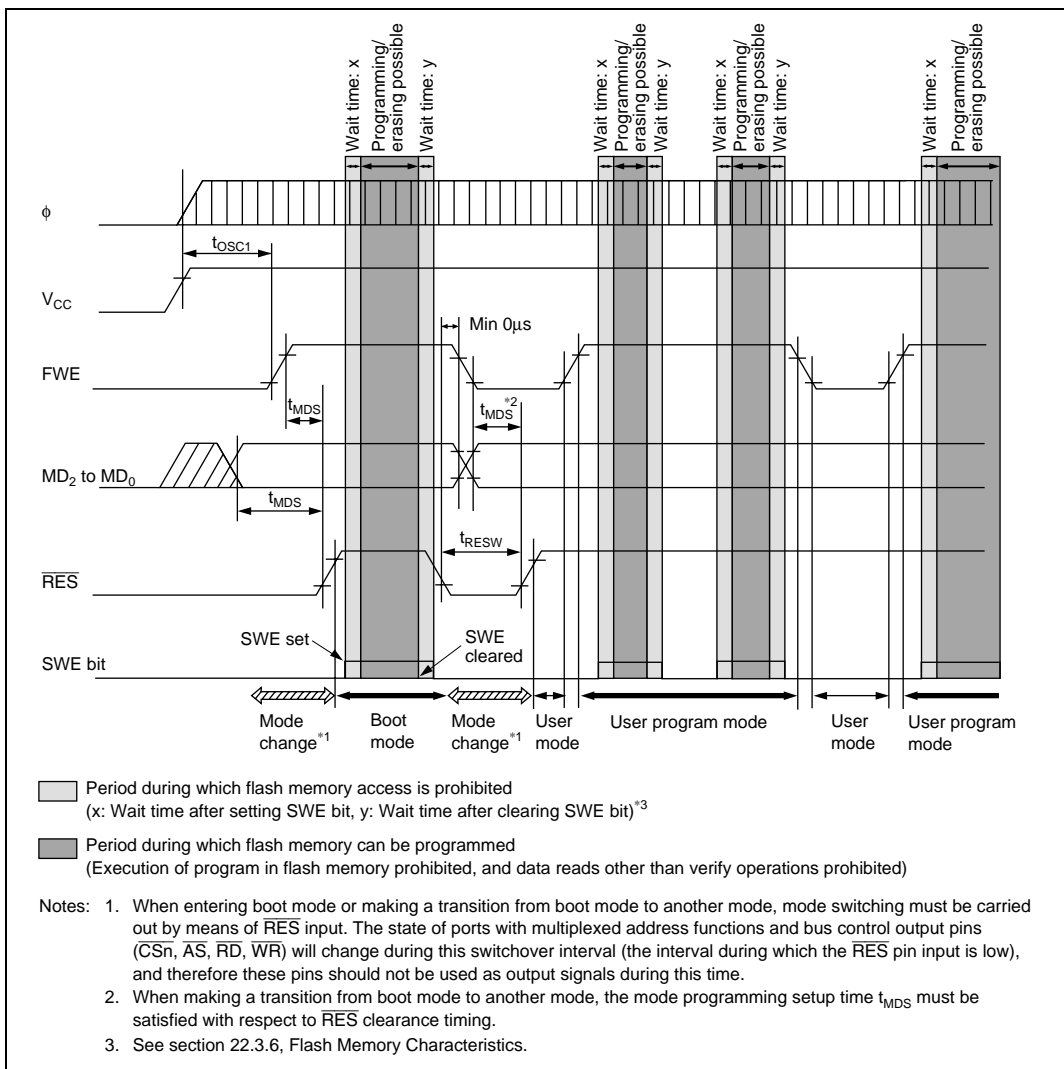 Wait time: x
Programming/
erasing possible
Wait time: y
Programming/
erasing possible
Wait time: x
Wait time: y
Programming/
erasing possible
Wait time: x
Wait time: y
Programming/
erasing possible
Wait time: x
φ
tOSC1
VCC
Min 0μs
FWE
tMDS
tMDS*2
MD2 to MD0
tMDS
tRESW
RES
SWE set
SWE
cleared
SWE bit
Mode
change*1
Boot
mode
Mode
change*1
User
mode
User program mode
User
mode
User program
mode
Period during which flash memory access is prohibited
(x: Wait time after setting SWE bit, y: Wait time after clearing SWE bit)*3
Period during which flash memory can be programmed
(Execution of program in flash memory prohibited, and data reads other than verify operations prohibited)
Notes: 1. When entering boot mode or making a transition from boot mode to another mode, mode switching must be carried
out by means of RES input. The state of ports with multiplexed address functions and bus control output pins
(CSn, AS, RD, WR) will change during this switchover interval (the interval during which the RES pin input is low),
and therefore these pins should not be used as output signals during this time.
2. When making a transition from boot mode to another mode, the mode programming setup time tMDS must be
satisfied with respect to RES clearance timing.
3. See section 22.3.6, Flash Memory Characteristics.